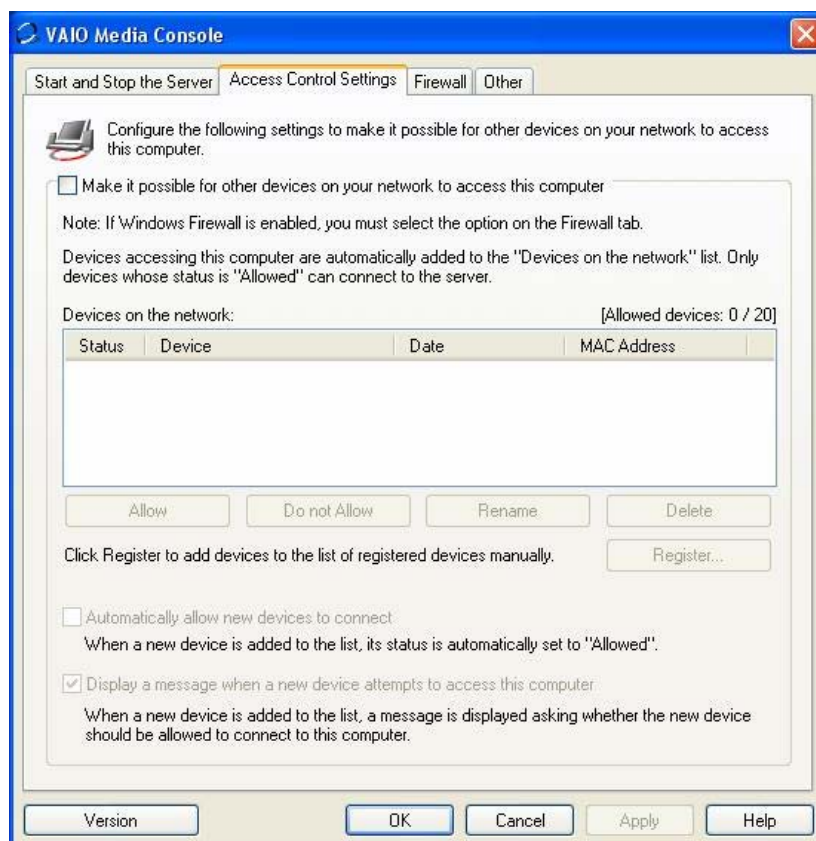 VAIO Media Console
Start and Stop the Server Access Control Settings Firewall Other
Configure the following settings to make it possible for other devices on your network to access
this computer.
Make it possible for other devices on your network to access this computer
Note: If Windows Firewall is enabled, you must select the option on the Firewall tab.
Devices accessing this computer are automatically added to the "Devices on the network" list. Only
devices whose status is "Allowed" can connect to the server.
Devices on the network: [Allowed devices: 0 / 20]
Status Device Date MAC Address
Allow Do not Allow Rename Delete
Click Register to add devices to the list of registered devices manually. Register...
Automatically allow new devices to connect
When a new device is added to the list, its status is automatically set to "Allowed".
Display a message when a new device attempts to access this computer
When a new device is added to the list, a message is displayed asking whether the new device
should be allowed to connect to this computer.
Version OK Cancel Apply Help